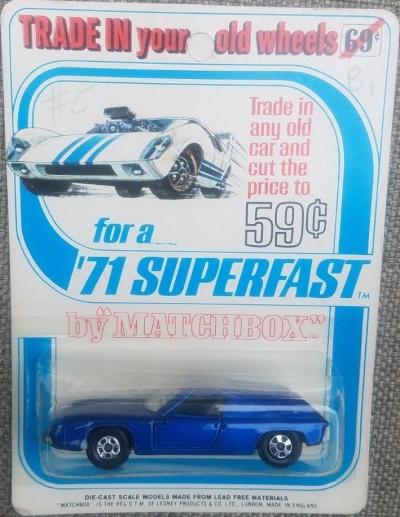 TRADE IN your old wheels 69¢
#5
B1
Trade in
any old
car and
cut the
price to
59¢
for a
'71 SUPERFAST TM
by "MATCHBOX"
DIE-CAST SCALE MODELS MADE FROM LEAD FREE MATERIALS
"MATCHBOX" IS THE REG'D T.M. OF LESNEY PRODUCTS & CO. LTD., LONDON. MADE IN ENGLAND